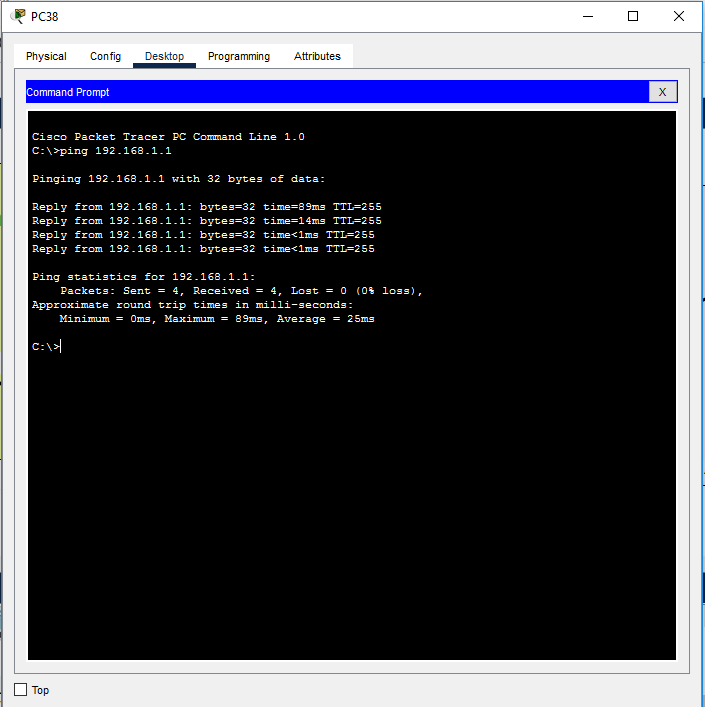 PC38
Physical Config Desktop Programming Attributes
Command Prompt
X
Cisco Packet Tracer PC Command Line 1.0
C:\>ping 192.168.1.1
Pinging 192.168.1.1 with 32 bytes of data:
Reply from 192.168.1.1: bytes=32 time=89ms TTL=255
Reply from 192.168.1.1: bytes=32 time=14ms TTL=255
Reply from 192.168.1.1: bytes=32 time<1ms TTL=255
Reply from 192.168.1.1: bytes=32 time<1ms TTL=255
Ping statistics for 192.168.1.1:
    Packets: Sent = 4, Received = 4, Lost = 0 (0% loss),
Approximate round trip times in milli-seconds:
    Minimum = 0ms, Maximum = 89ms, Average = 25ms
C:\>
Top